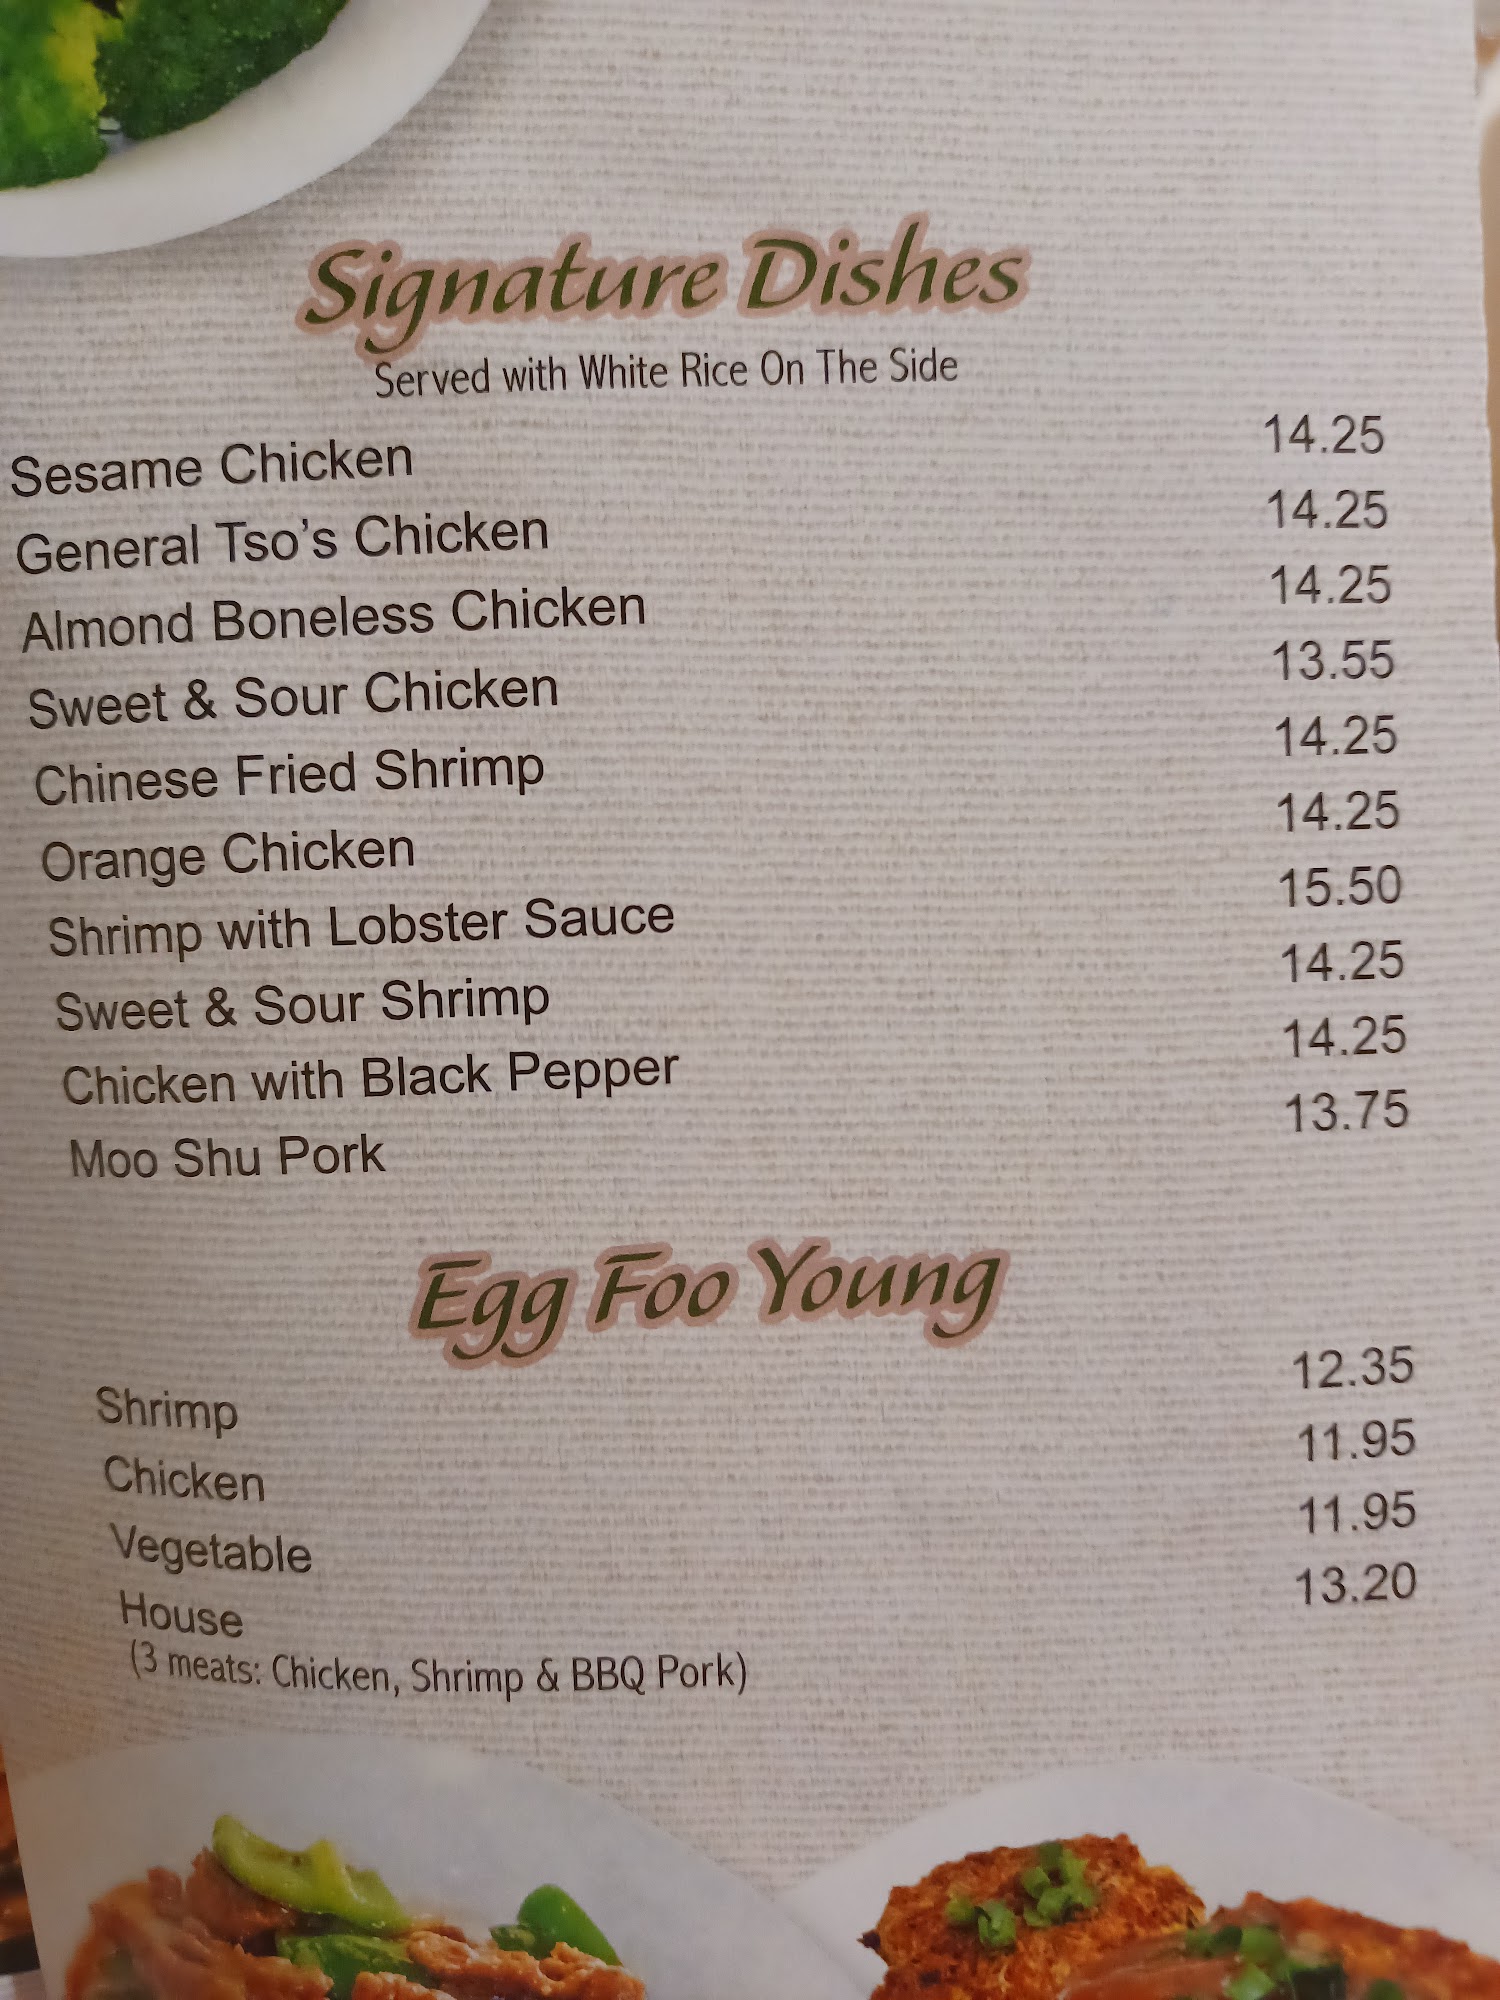 Signature Dishes
Served with White Rice On The Side
Sesame Chicken 14.25
General Tso's Chicken 14.25
Almond Boneless Chicken 14.25
Sweet & Sour Chicken 13.55
Chinese Fried Shrimp 14.25
Orange Chicken 14.25
Shrimp with Lobster Sauce 15.50
Sweet & Sour Shrimp 14.25
Chicken with Black Pepper 14.25
Moo Shu Pork 13.75
Egg Foo Young
Shrimp 12.35
Chicken 11.95
Vegetable 11.95
House 13.20
(3 meats: Chicken, Shrimp & BBQ Pork)